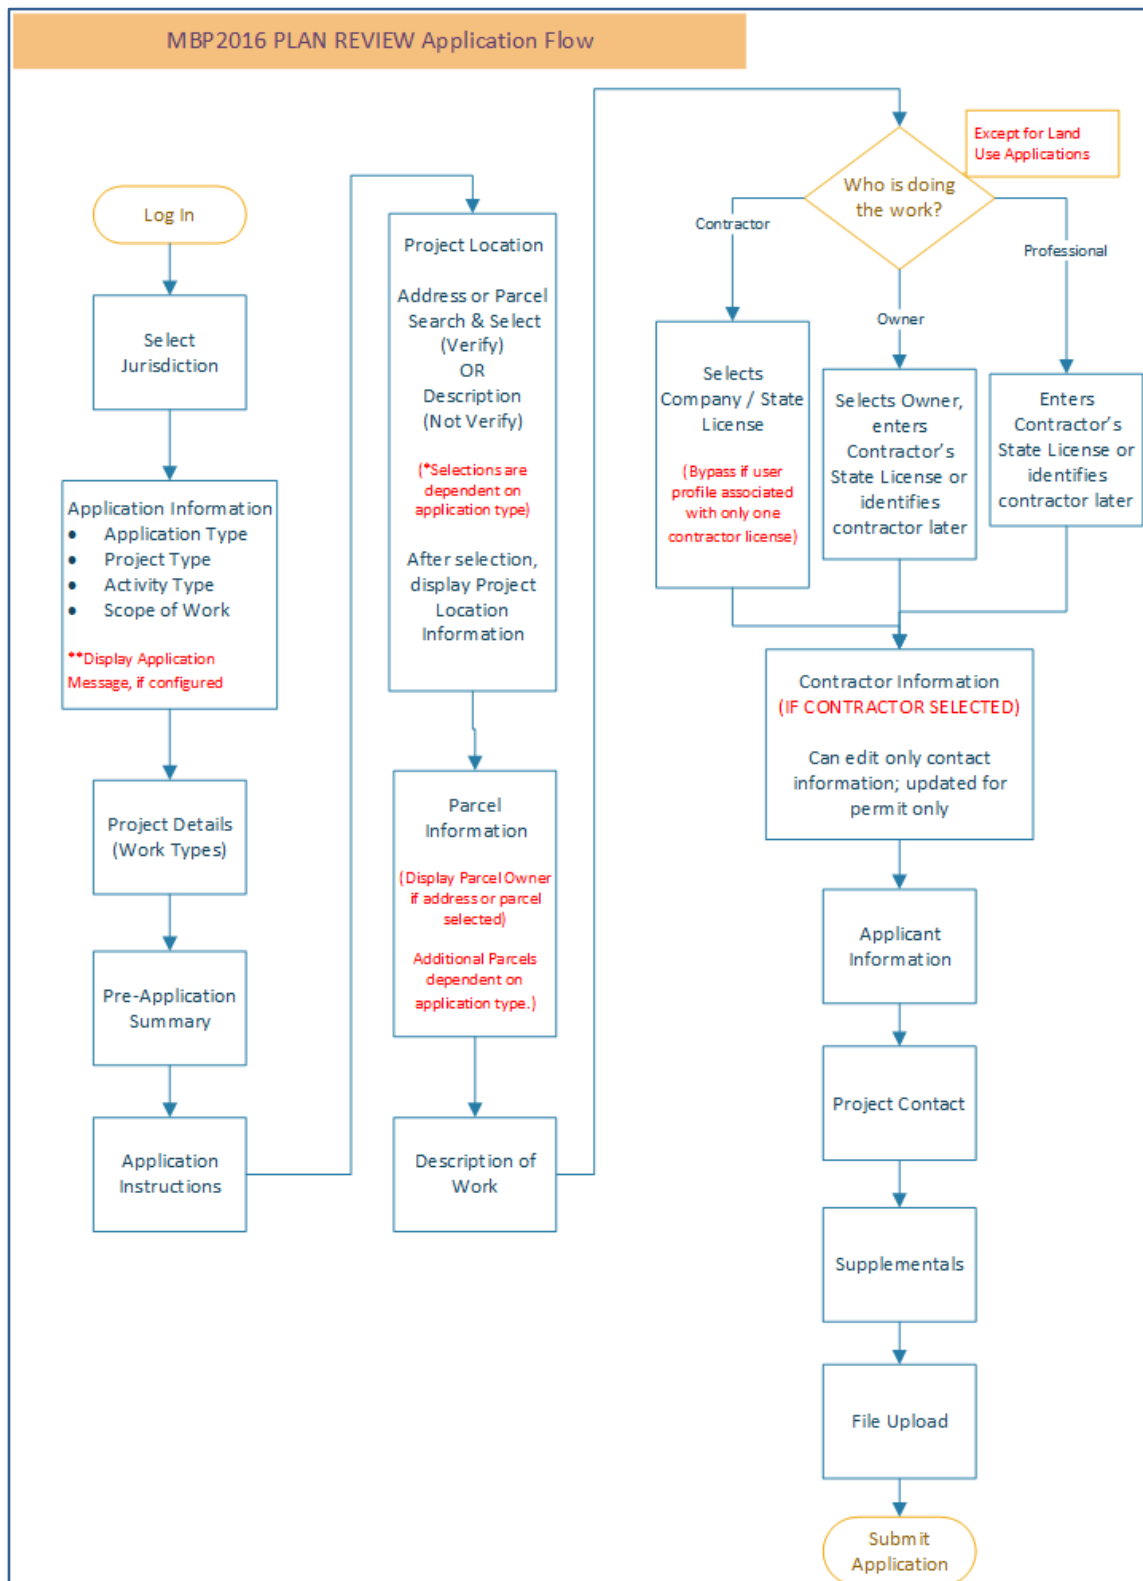 MBP2016 PLAN REVIEW Application Flow
Log In
Select
Jurisdiction
Application Information
● Application Type
● Project Type
● Activity Type
● Scope of Work
**Display Application
Message, if configured
Project Details
(Work Types)
Pre-Application
Summary
Application
Instructions
Project Location
Address or Parcel
Search & Select
(Verify)
OR
Description
(Not Verify)
(*Selections are
dependent on
application type)
After selection,
display Project
Location
Information
Parcel
Information
(Display Parcel Owner
if address or parcel
selected)
Additional Parcels
dependent on
application type.)
Description of
Work
Except for Land
Use Applications
Who is doing
the work?
Contractor
Owner
Professional
Selects
Company / State
License
(Bypass if user
profile associated
with only one
contractor license)
Selects Owner,
enters
Contractor's
State License or
identifies
contractor later
Enters
Contractor's
State License or
identifies
contractor later
Contractor Information
(IF CONTRACTOR SELECTED)
Can edit only contact
information; updated for
permit only
Applicant
Information
Project Contact
Supplementals
File Upload
Submit
Application